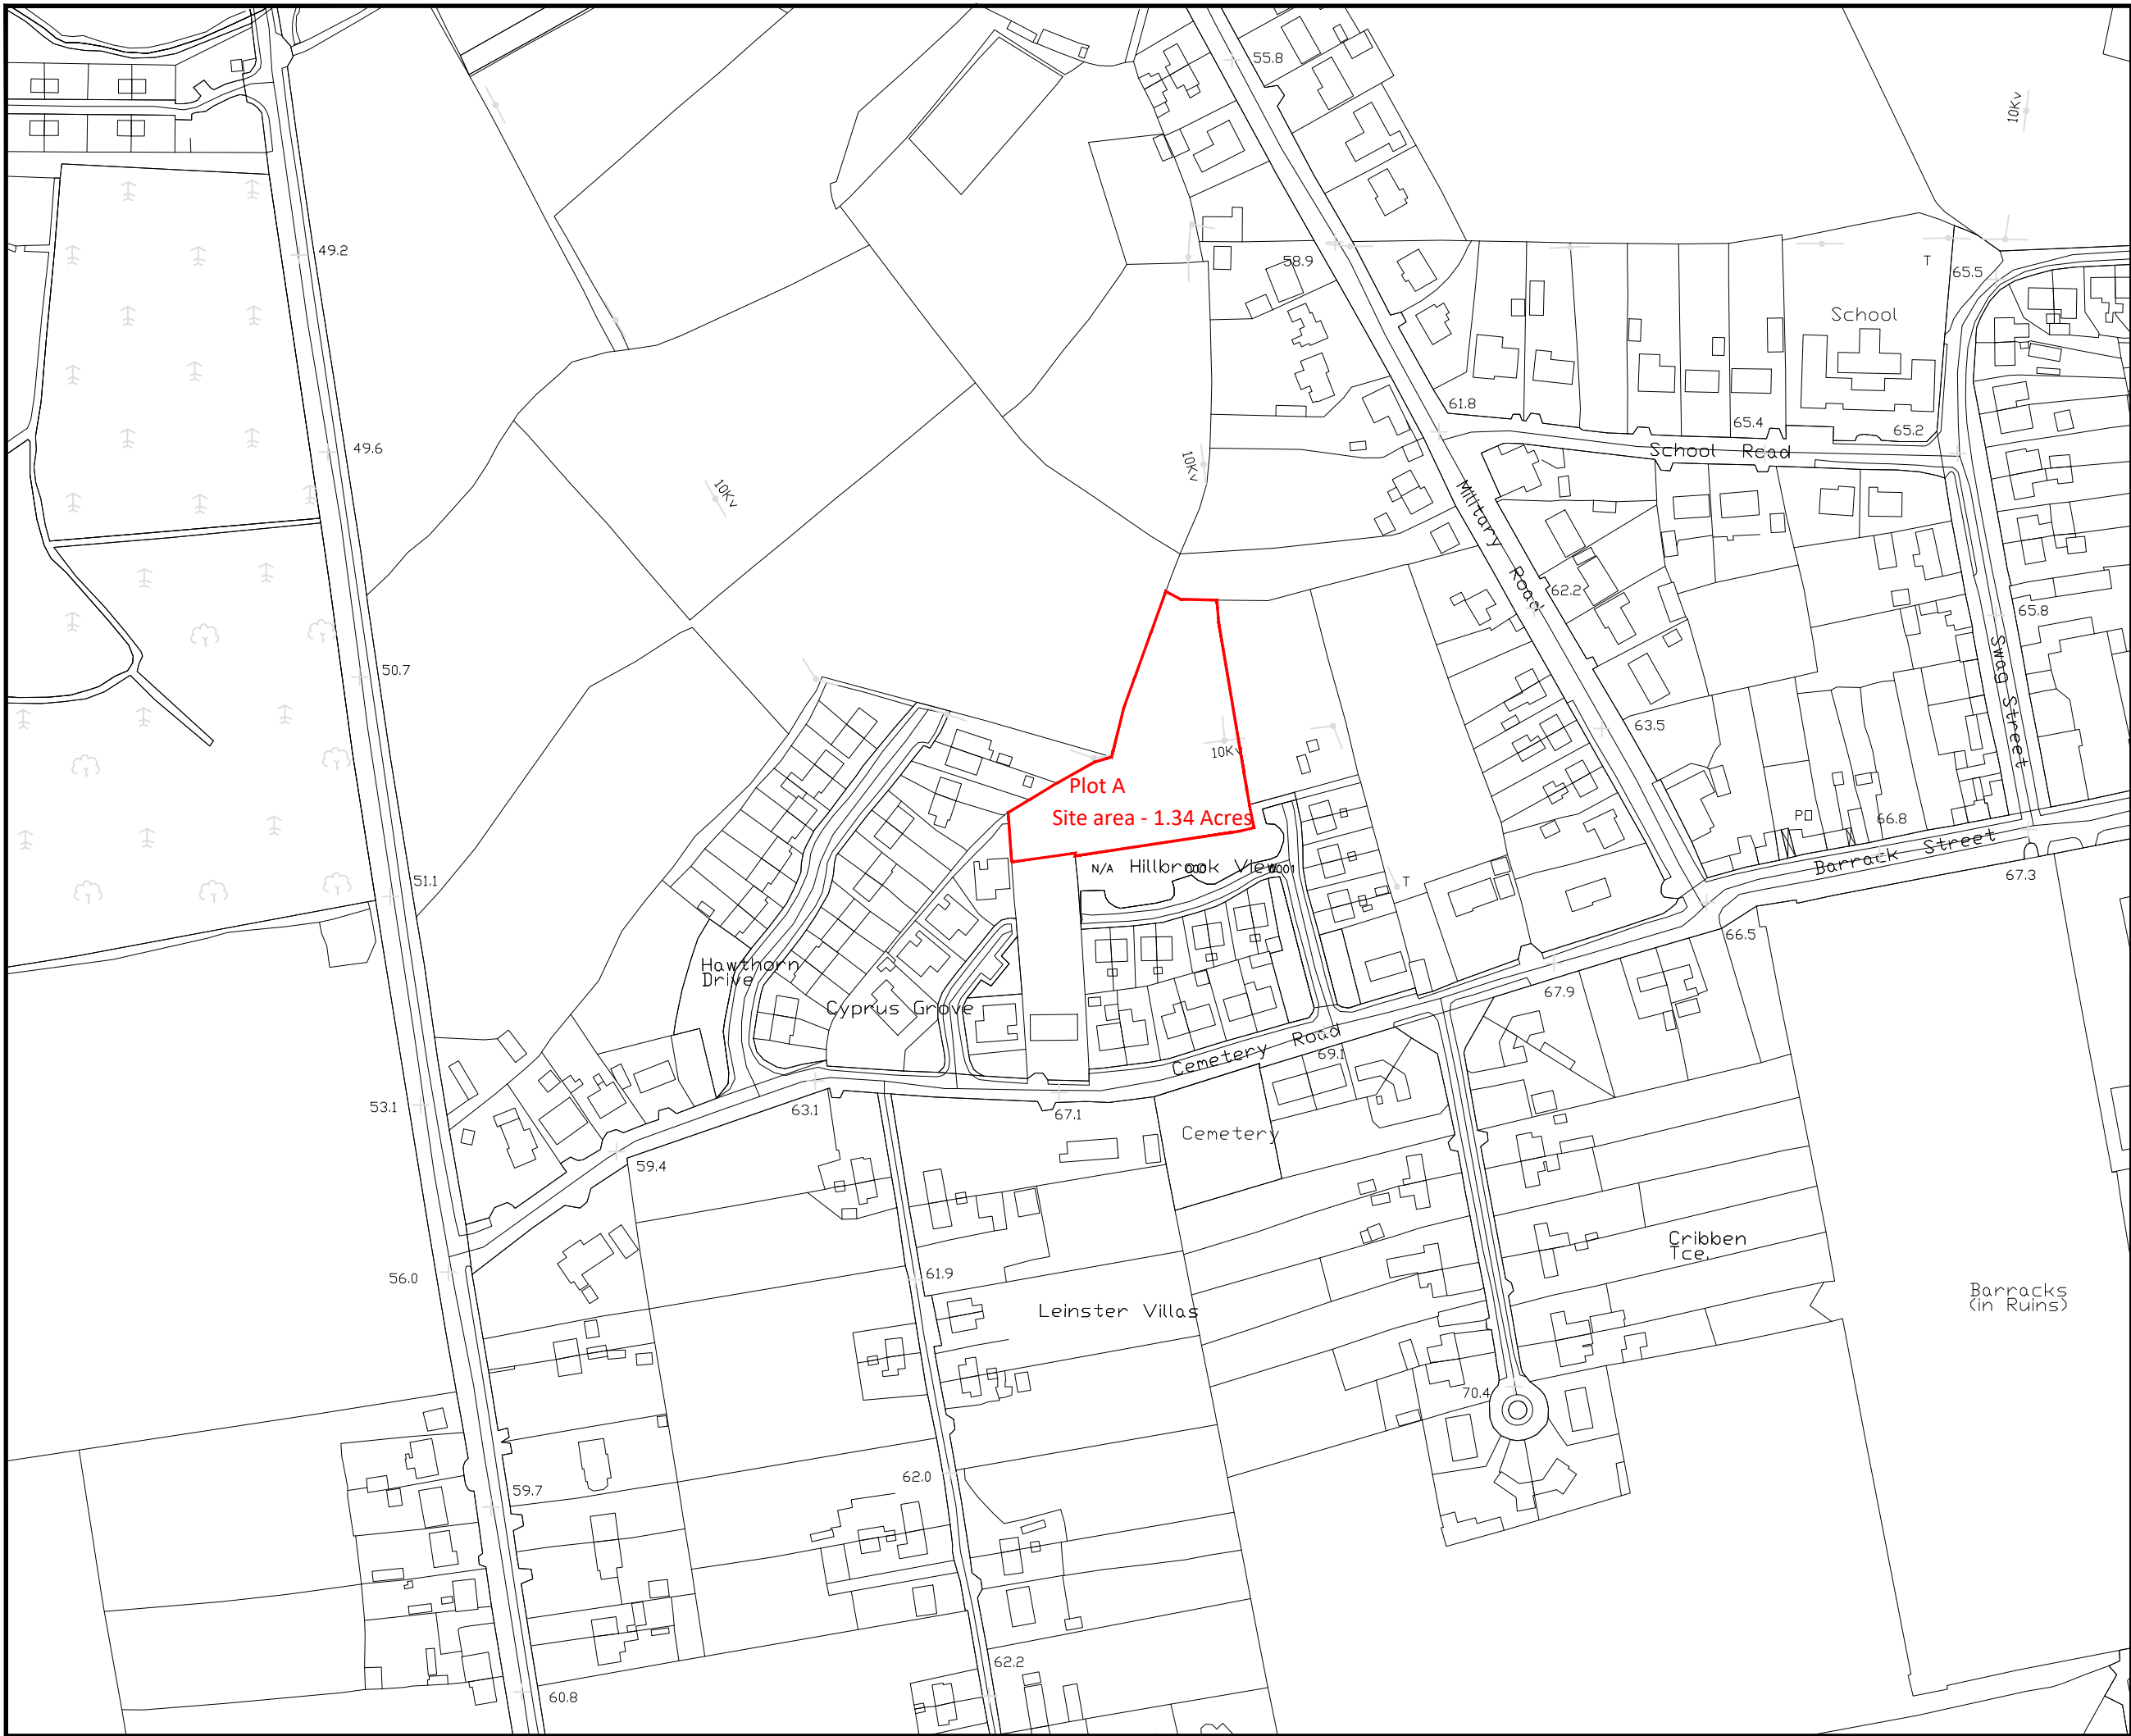 55.8
10Kv
49.2
58.9
T
65.5
School
61.8
65.4
65.2
49.6
School Road
10Kv
10Kv
Military Road
62.2
65.8
50.7
Swag Street
63.5
10Kv
Plot A
Site area - 1.34 Acres
PO
66.8
Barrack Street
N/A
Hillbrook View
67.3
51.1
T
66.5
Hawthorn
Drive
67.9
Cyprus Grove
Cemetery Road
69.1
53.1
63.1
67.1
Cemetery
59.4
Cribben
Tce.
56.0
61.9
Leinster Villas
Barracks
(in Ruins)
70.4
62.0
59.7
62.2
60.8